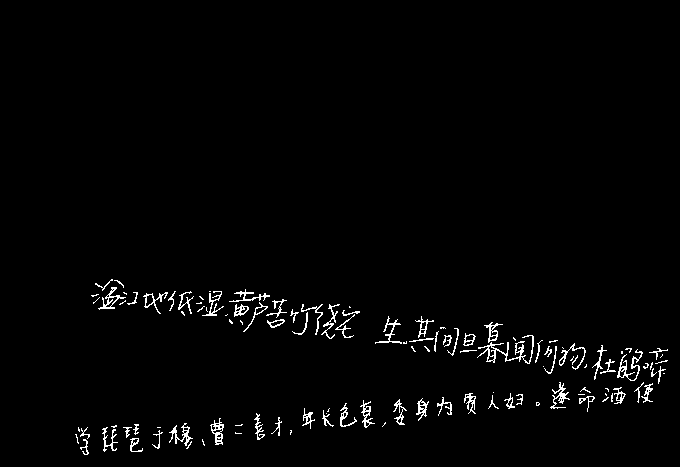 湓江地低湿黄芦苦竹绕宅 生其间旦暮闻何物,杜鹃啼
学琵琶于穆、曹二善才,年长色衰,委身为贾人妇。遂命酒使